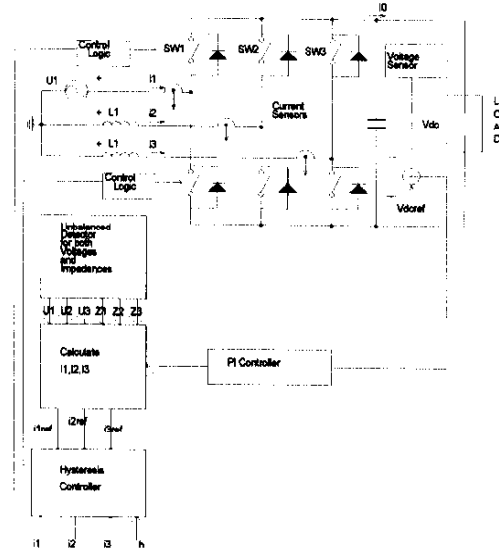 I0
Control
Logic
SW1
SW2
SW3
Voltage
Sensor
U1
+
I1
+ L1
i2
Current
Sensors
+ L1
i3
Vdc
L
O
A
D
Control
Logic
x
Vdcref
Unbalanced
Detector
for both
Voltages
and
Impedances
U1 U2 U3 Z1 Z2 Z3
Calculate
I1,I2,I3
PI Controller
i1ref
i2ref
i3ref
Hysteresis
Controller
i1
i2
i3
h